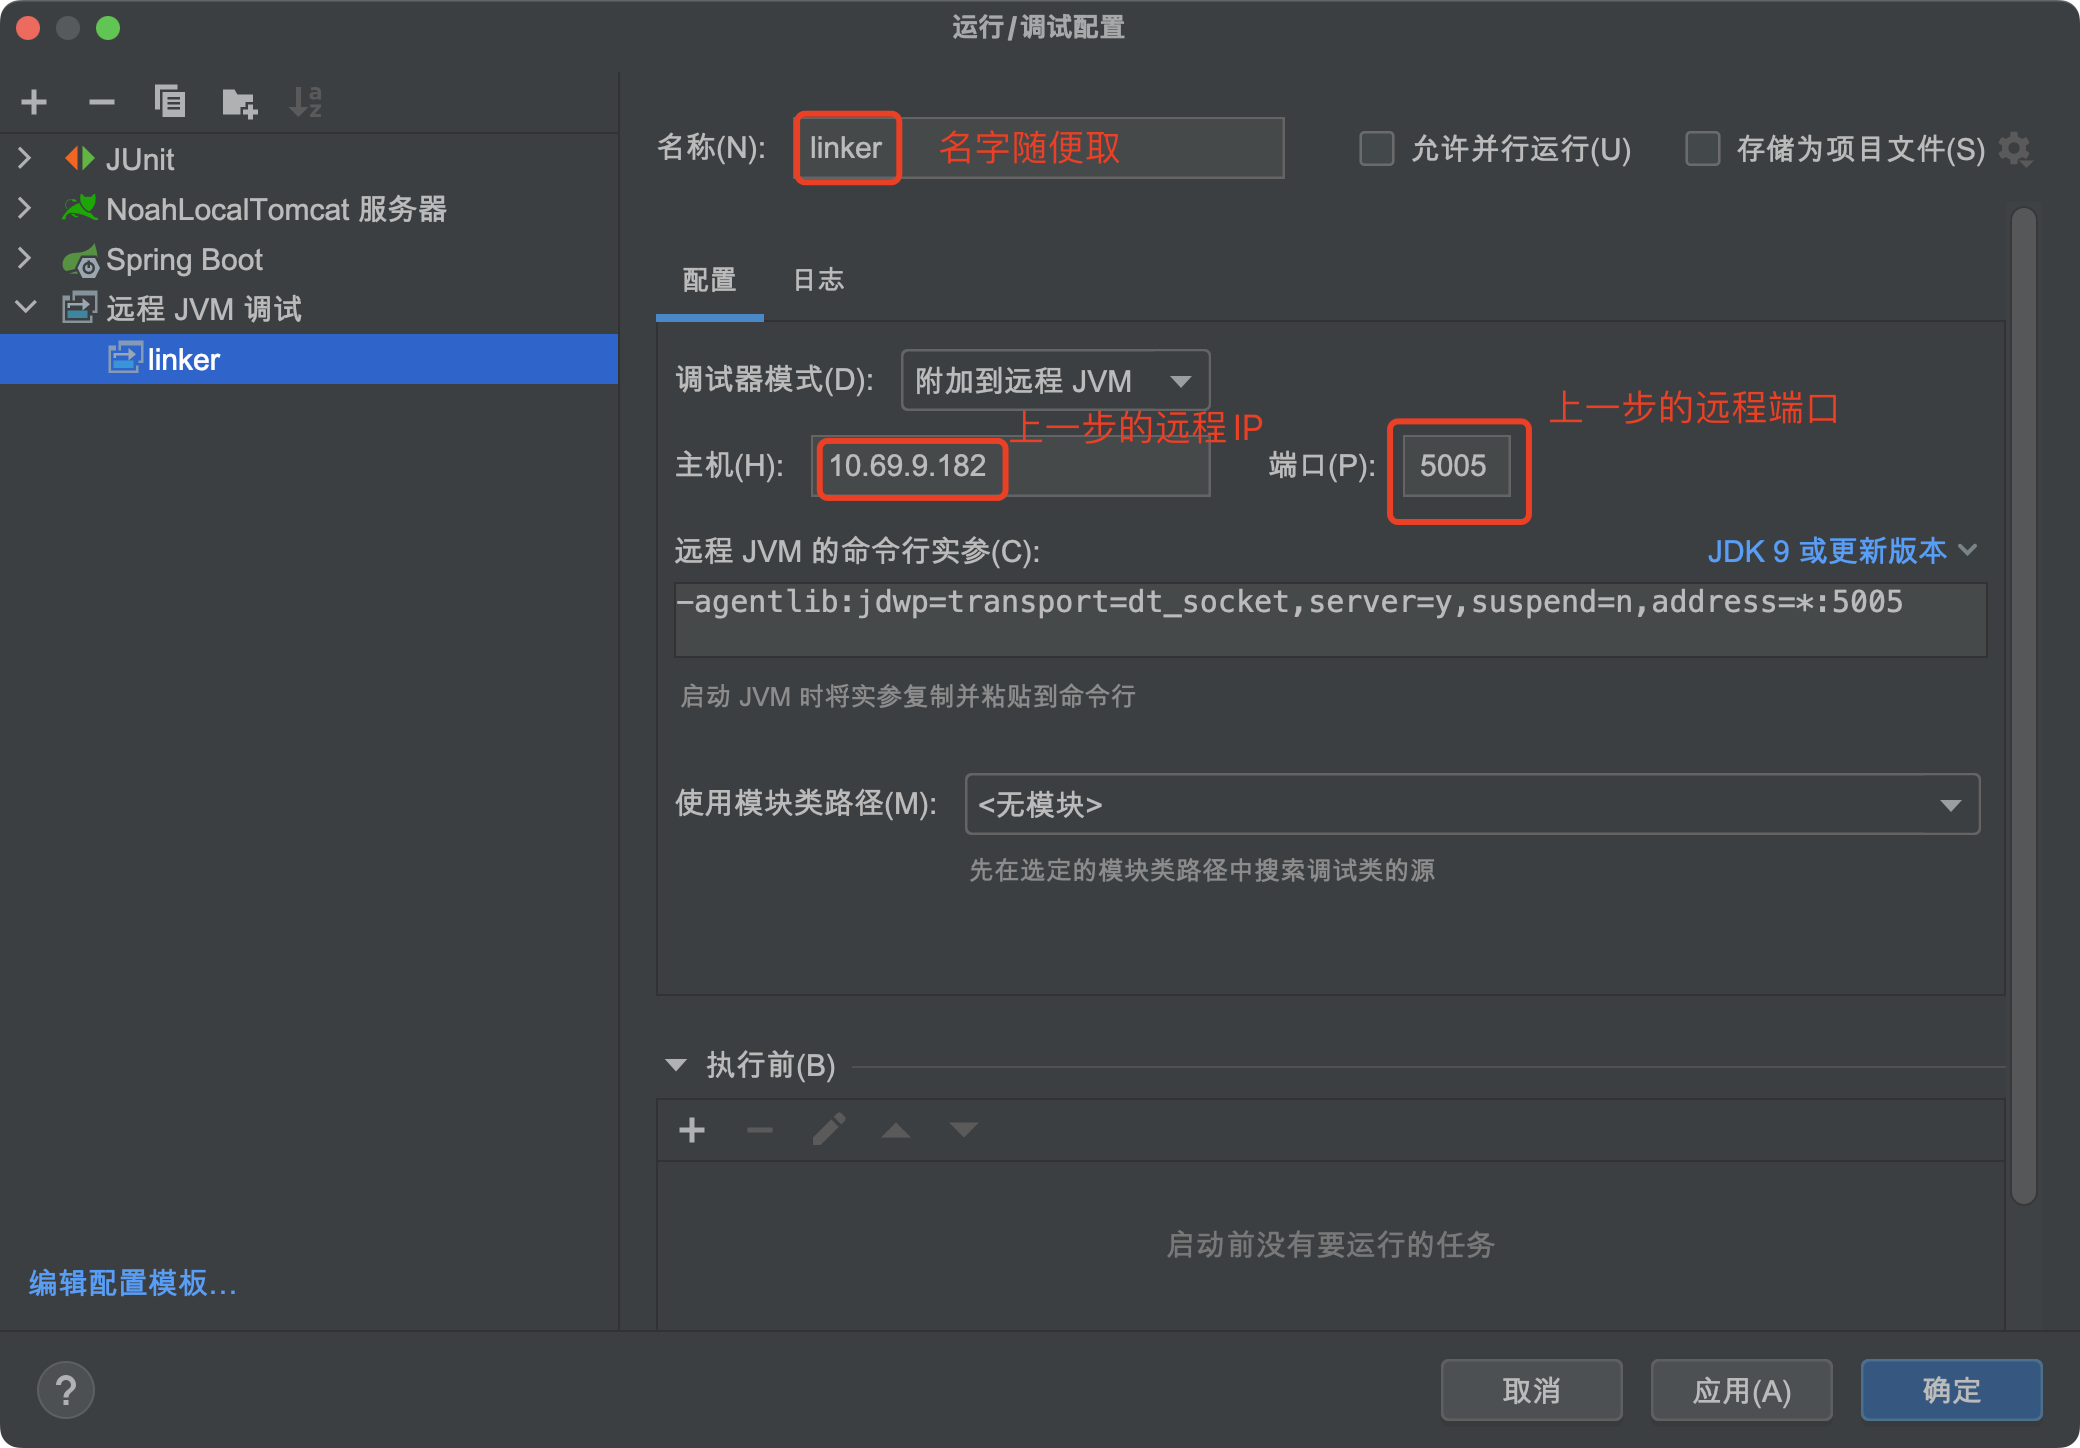 运行/调试配置
JUnit
NoahLocalTomcat 服务器
Spring Boot
远程 JVM 调试
linker
编辑配置模板...
名称(N): linker 名字随便取
允许并行运行(U)
存储为项目文件(S)
配置 日志
调试器模式(D): 附加到远程 JVM
上一步的远程IP
上一步的远程端口
主机(H): 10.69.9.182
端口(P): 5005
远程 JVM 的命令行实参(C):
JDK 9 或更新版本
-agentlib:jdwp=transport=dt_socket,server=y,suspend=n,address=*:5005
启动 JVM 时将实参复制并粘贴到命令行
使用模块类路径(M): <无模块>
先在选定的模块类路径中搜索调试类的源
执行前(B)
启动前没有要运行的任务
?
取消
应用(A)
确定